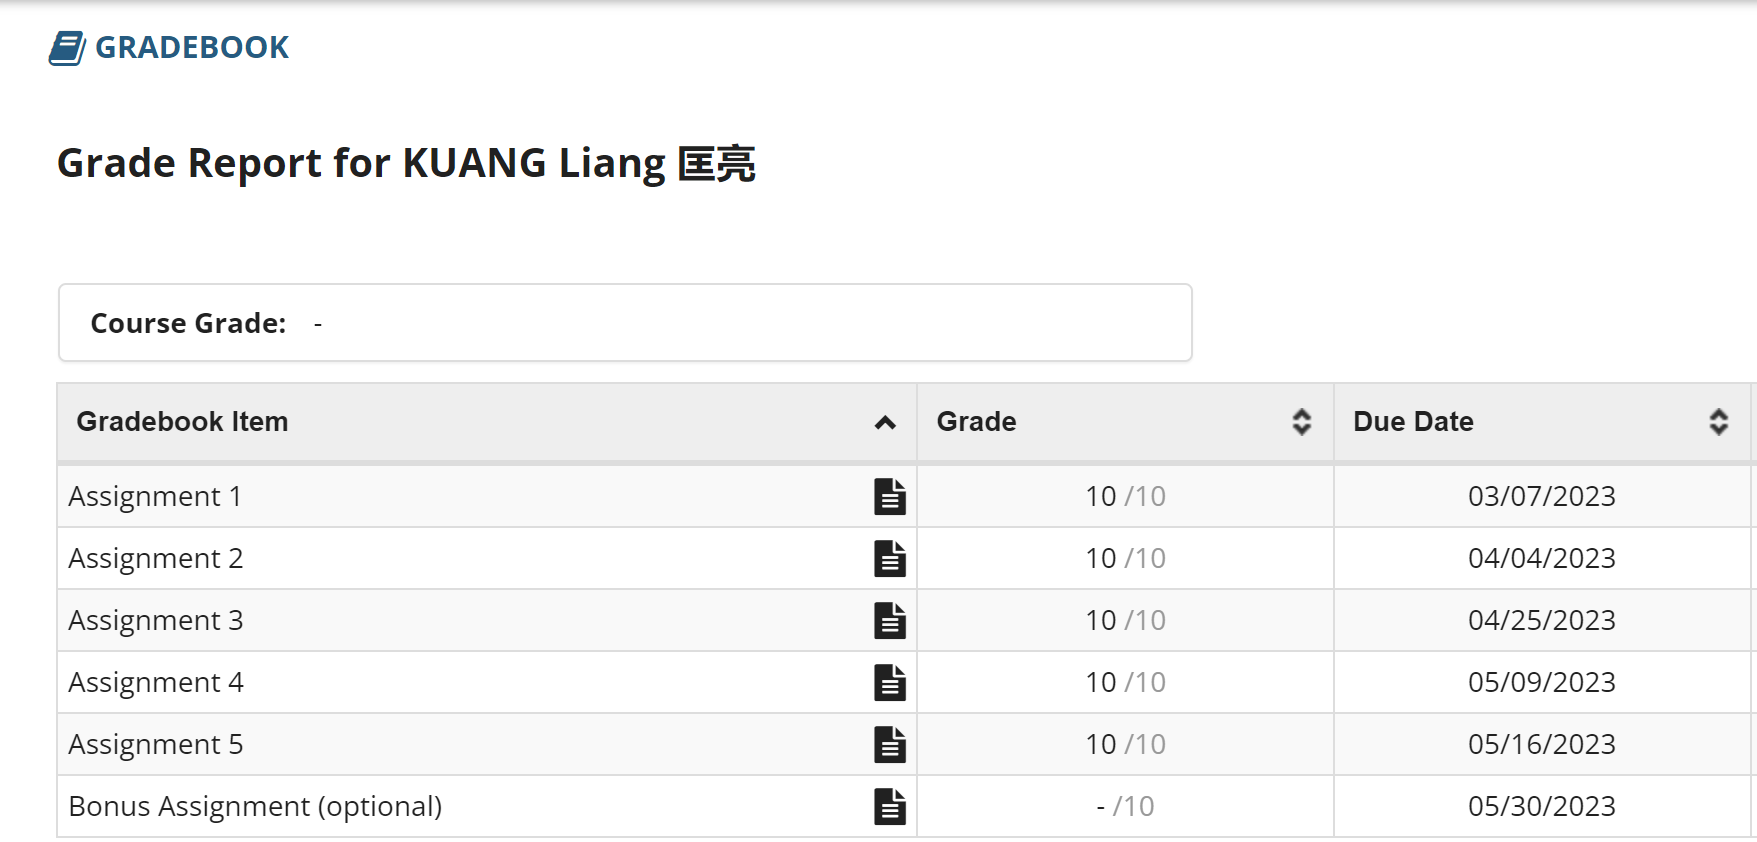 GRADEBOOK
Grade Report for KUANG Liang 匡亮
Course Grade: -
Gradebook Item Grade Due Date
Assignment 1 10 /10 03/07/2023
Assignment 2 10 /10 04/04/2023
Assignment 3 10 /10 04/25/2023
Assignment 4 10 /10 05/09/2023
Assignment 5 10 /10 05/16/2023
Bonus Assignment (optional) - /10 05/30/2023